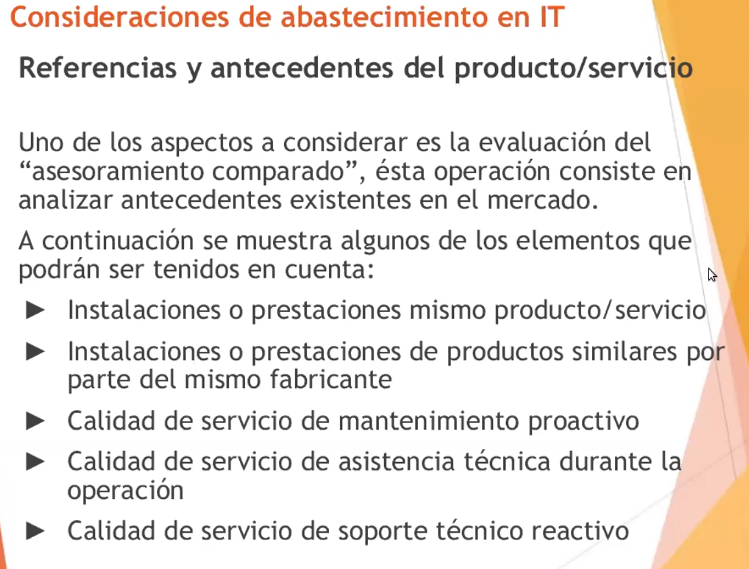 Consideraciones de abastecimiento en IT
Referencias y antecedentes del producto/servicio
Uno de los aspectos a considerar es la evaluación del
“asesoramiento comparado”, ésta operación consiste en
analizar antecedentes existentes en el mercado.
A continuación se muestra algunos de los elementos que
podrán ser tenidos en cuenta:
► Instalaciones o prestaciones mismo producto/servicio
► Instalaciones o prestaciones de productos similares por
parte del mismo fabricante
► Calidad de servicio de mantenimiento proactivo
► Calidad de servicio de asistencia técnica durante la
operación
► Calidad de servicio de soporte técnico reactivo